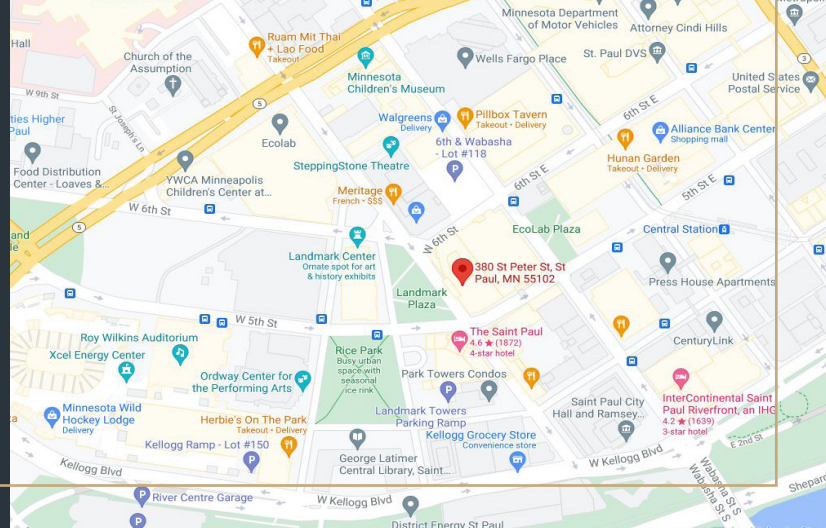 Minnesota Department
of Motor Vehicles
Attorney Cindi Hills
Hall
Ruam Mit Thai
+ Lao Food
Takeout
Church of the
Assumption
Minnesota
Children's Museum
Wells Fargo Place
St. Paul DVS
3
United States
Postal Service
W 9th St
St Joseph's Ln
5
6th St E
ties Higher
Paul
Ecolab
Walgreens
Delivery
Pillbox Tavern
Takeout • Delivery
Alliance Bank Center
Shopping mall
6th & Wabasha
- Lot #118
P
Food Distribution
Center - Loaves &...
YWCA Minneapolis
Children's Center at...
SteppingStone Theatre
Hunan Garden
Takeout • Delivery
6th St E
5th St E
Meritage
French • $$$
W 6th St
5
W 6th St
EcoLab Plaza
Central Station
and
le
Landmark Center
Ornate spot for art
& history exhibits
380 St Peter St, St
Paul, MN 55102
Press House Apartments
Landmark
Plaza
W 5th St
Roy Wilkins Auditorium
Xcel Energy Center
The Saint Paul
4.6 ★ (1872)
4-star hotel
CenturyLink
Rice Park
Busy urban
space with
seasonal
ice rink
Ordway Center for
the Performing Arts
Park Towers Condos
P
InterContinental Saint
Paul Riverfront, an IHG
4.2 ★ (1639)
3-star hotel
Saint Paul City
Hall and Ramsey...
Minnesota Wild
Hockey Lodge
Delivery
za
Herbie's On The Park
Takeout • Delivery
Landmark Towers
Parking Ramp
Kellogg Ramp - Lot #150
P
Kellogg Grocery Store
Convenience store
E 2nd St
Kellogg Blvd
George Latimer
Central Library, Saint...
W Kellogg Blvd
Wabasha St S
Wabasha St S
Shepard
P
River Centre Garage
W Kellogg Blvd
P
District Energy St Paul